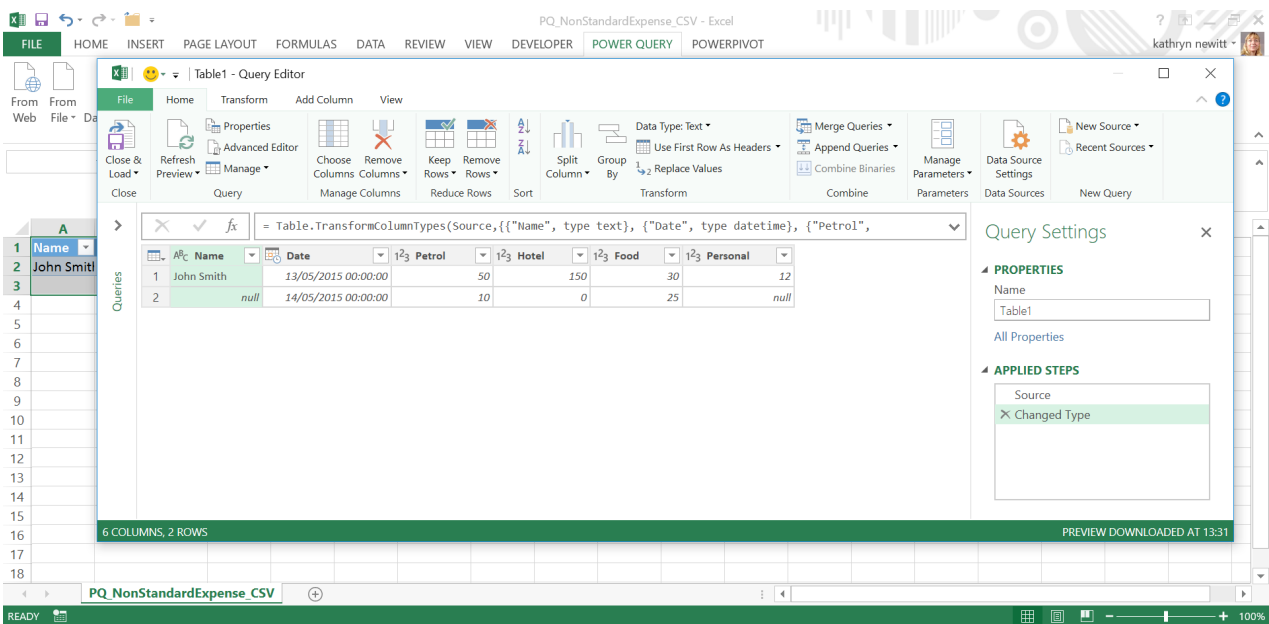 PQ_NonStandardExpense_CSV - Excel
FILE HOME INSERT PAGE LAYOUT FORMULAS DATA REVIEW VIEW DEVELOPER POWER QUERY POWERPIVOT kathryn newitt
From Web From File
Table1 - Query Editor
File Home Transform Add Column View
Properties Data Type: Text Merge Queries New Source
Advanced Editor Use First Row As Headers Append Queries Recent Sources
Manage Replace Values Combine Binaries
Close & Load Refresh Preview Choose Columns Remove Columns Keep Rows Remove Rows Split Column Group By Manage Parameters Data Source Settings
Close Query Manage Columns Reduce Rows Sort Transform Combine Parameters Data Sources New Query
fx = Table.TransformColumnTypes(Source,{{"Name", type text}, {"Date", type datetime}, {"Petrol",
ABC Name Date 123 Petrol 123 Hotel 123 Food 123 Personal
1 John Smith 13/05/2015 00:00:00 50 150 30 12
2 null 14/05/2015 00:00:00 10 0 25 null
Queries
Query Settings
PROPERTIES
Name
Table1
All Properties
APPLIED STEPS
Source
Changed Type
6 COLUMNS, 2 ROWS PREVIEW DOWNLOADED AT 13:31
A
1 Name
2 John Smith
3
4
5
6
7
8
9
10
11
12
13
14
15
16
17
18
PQ_NonStandardExpense_CSV
READY 100%